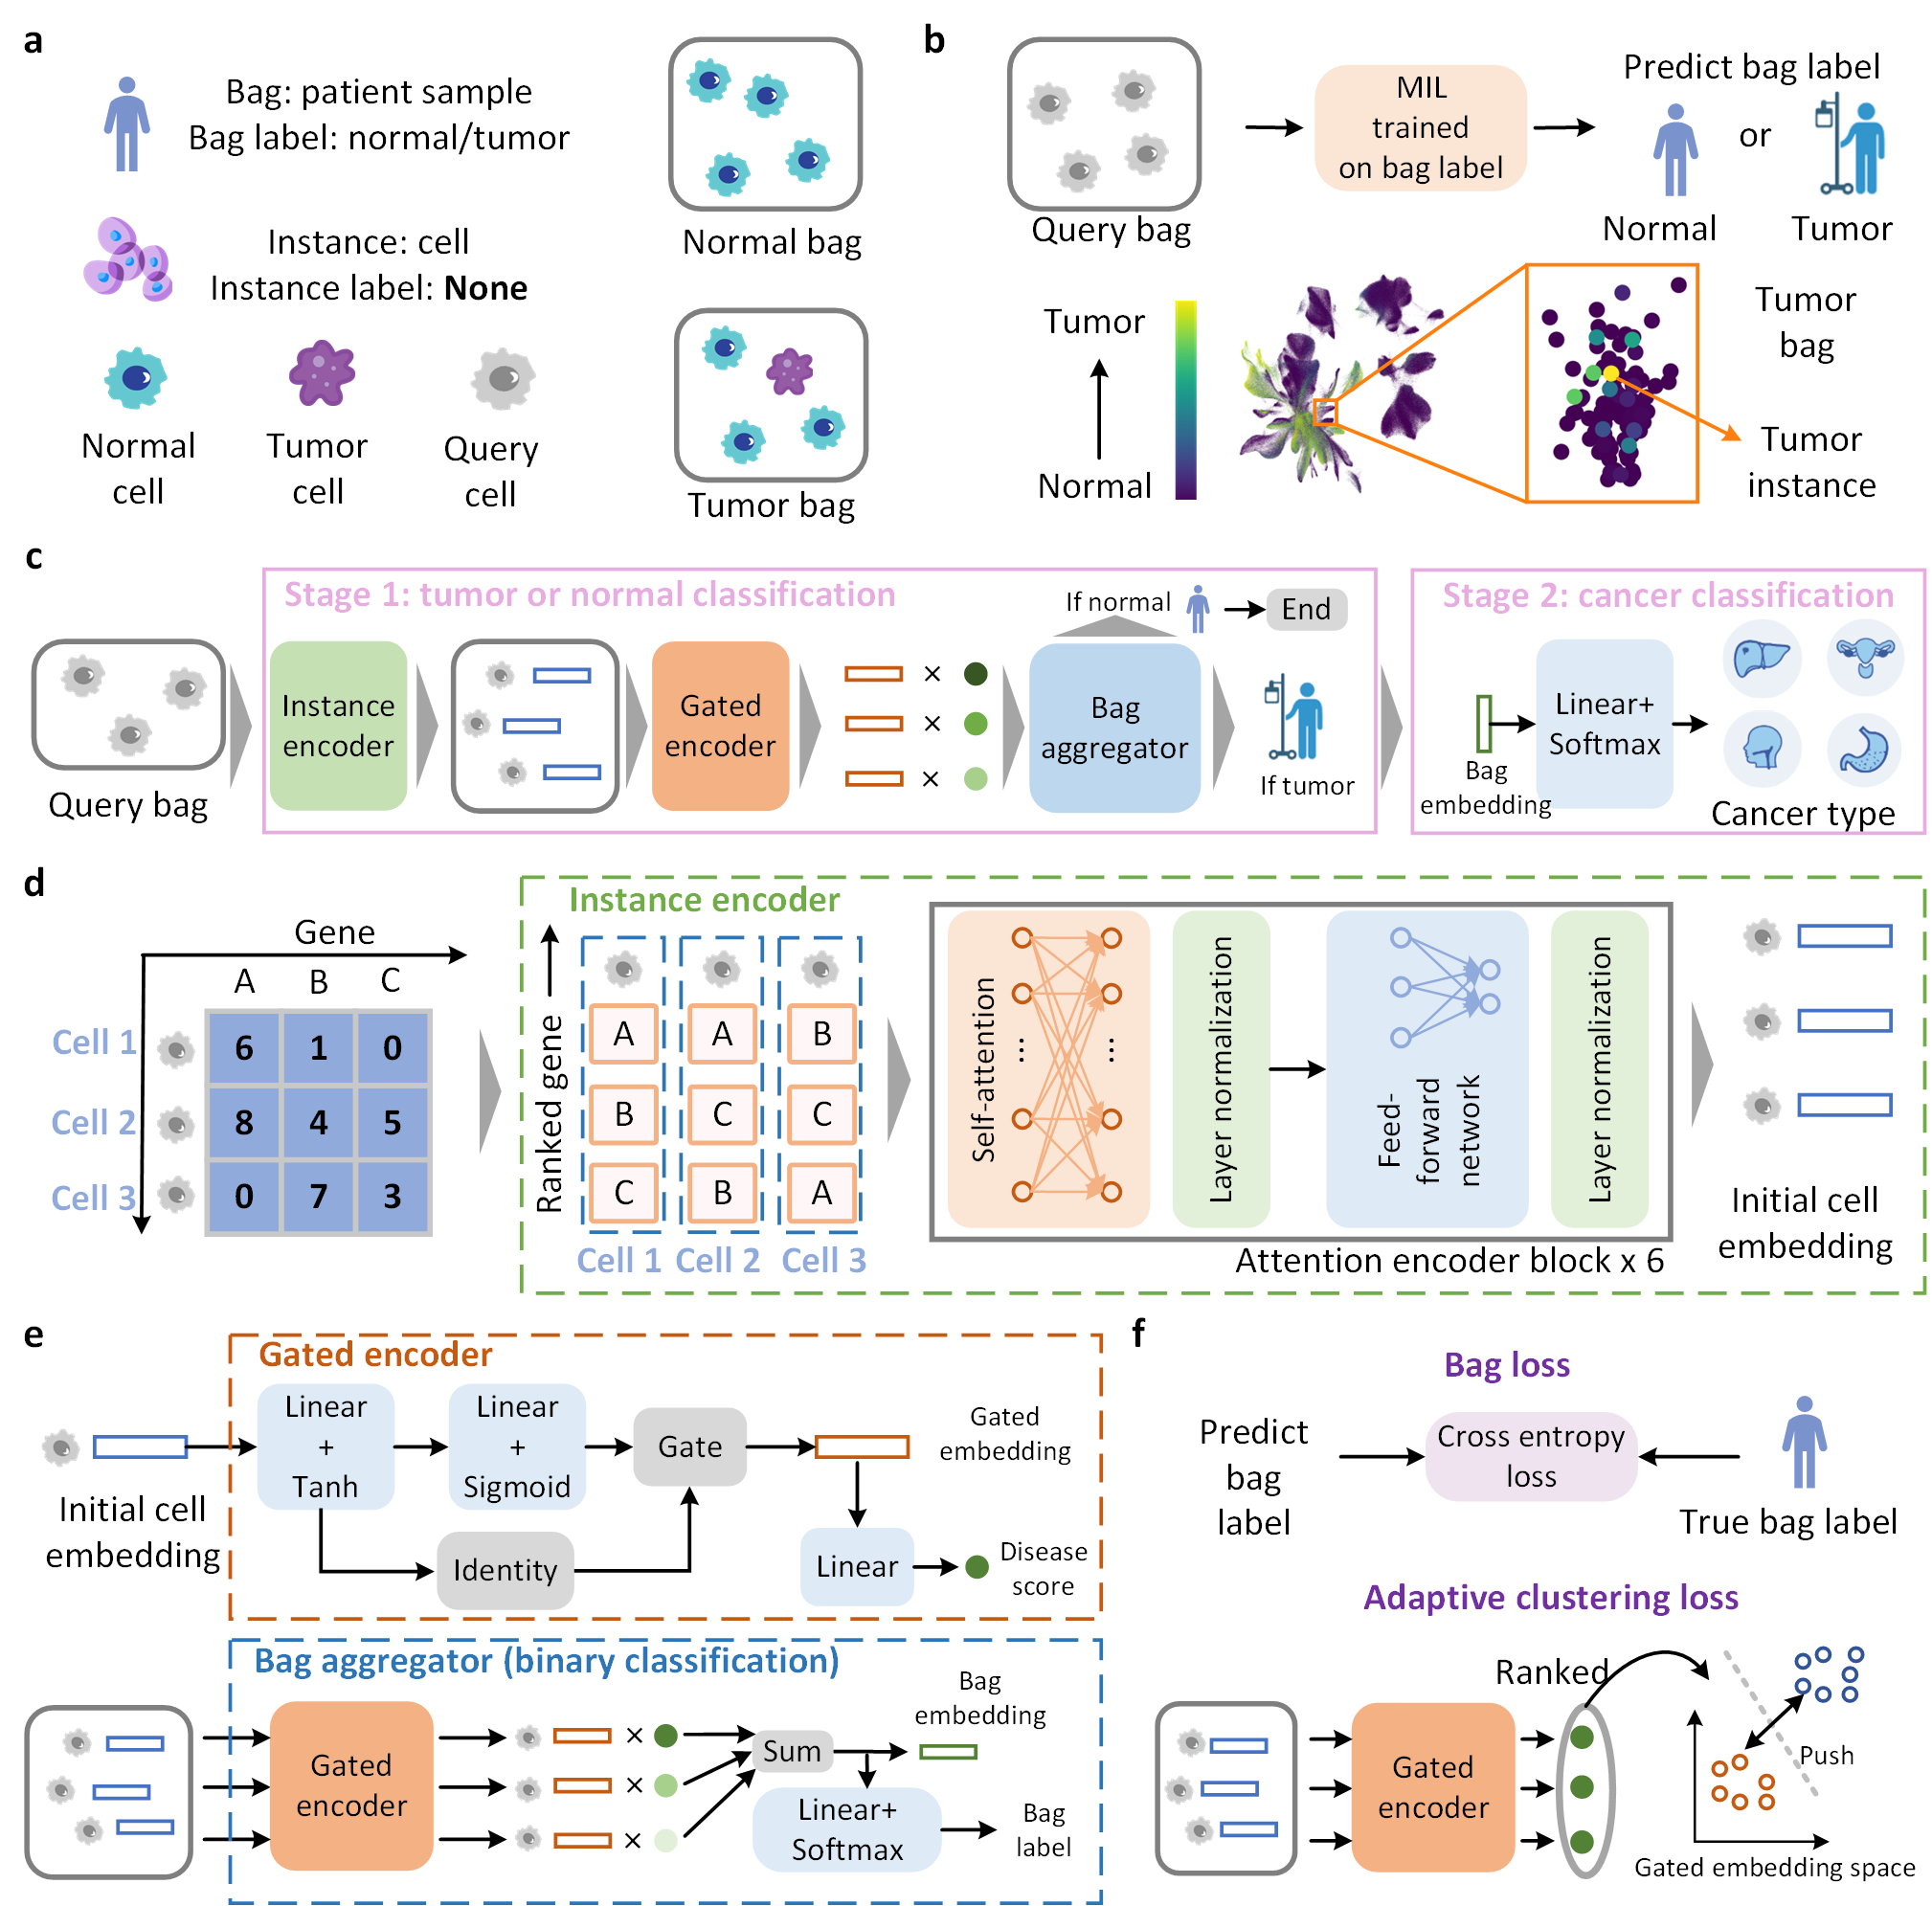 a
Bag: patient sample
Bag label: normal/tumor
Instance: cell
Instance label: None
Normal
cell
Tumor
cell
Query
cell
Normal bag
Tumor bag
b
Query bag
MIL
trained
on bag label
Predict bag label
or
Normal
Tumor
Tumor
Normal
Tumor
bag
Tumor
instance
c
Stage 1: tumor or normal classification
Query bag
Instance
encoder
Gated
encoder
×
×
×
If normal
End
Bag
aggregator
If tumor
Stage 2: cancer classification
Bag
embedding
Linear+
Softmax
Cancer type
d
Gene
A B C
Cell 1
6 1 0
Cell 2
8 4 5
Cell 3
0 7 3
Instance encoder
Ranked gene
A A B
B C C
C B A
Cell 1 Cell 2 Cell 3
Self-attention
...
...
Layer normalization
Feed-
forward
network
Layer normalization
Attention encoder block x 6
Initial cell
embedding
e
Gated encoder
Initial cell
embedding
Linear
+
Tanh
Linear
+
Sigmoid
Gate
Identity
Gated
embedding
Linear
Disease
score
Bag aggregator (binary classification)
Gated
encoder
×
×
×
Sum
Bag
embedding
Linear+
Softmax
Bag
label
f
Bag loss
Predict
bag
label
Cross entropy
loss
True bag label
Adaptive clustering loss
Gated
encoder
Ranked
Push
Gated embedding space